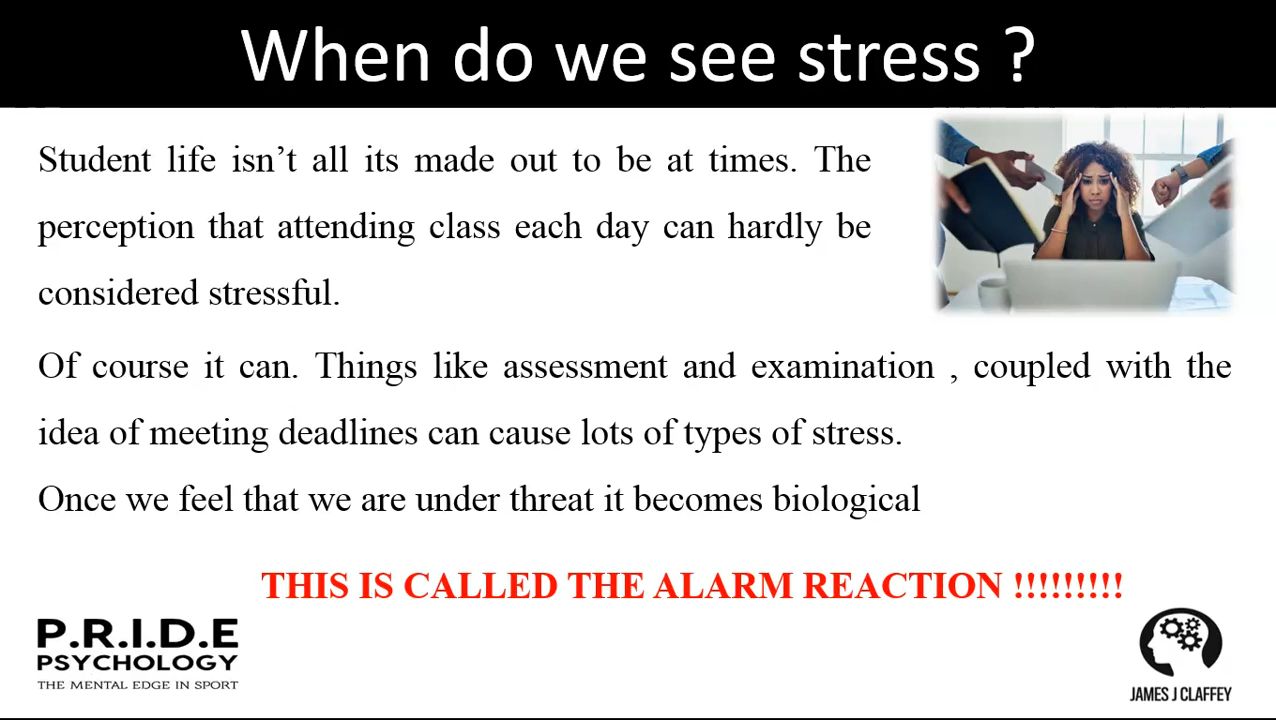 When do we see stress ?
Student life isn’t all its made out to be at times. The
perception that attending class each day can hardly be
considered stressful.
Of course it can. Things like assessment and examination , coupled with the
idea of meeting deadlines can cause lots of types of stress.
Once we feel that we are under threat it becomes biological
THIS IS CALLED THE ALARM REACTION !!!!!!!!!
P.R.I.D.E
PSYCHOLOGY
THE MENTAL EDGE IN SPORT
JAMES J CLAFFEY